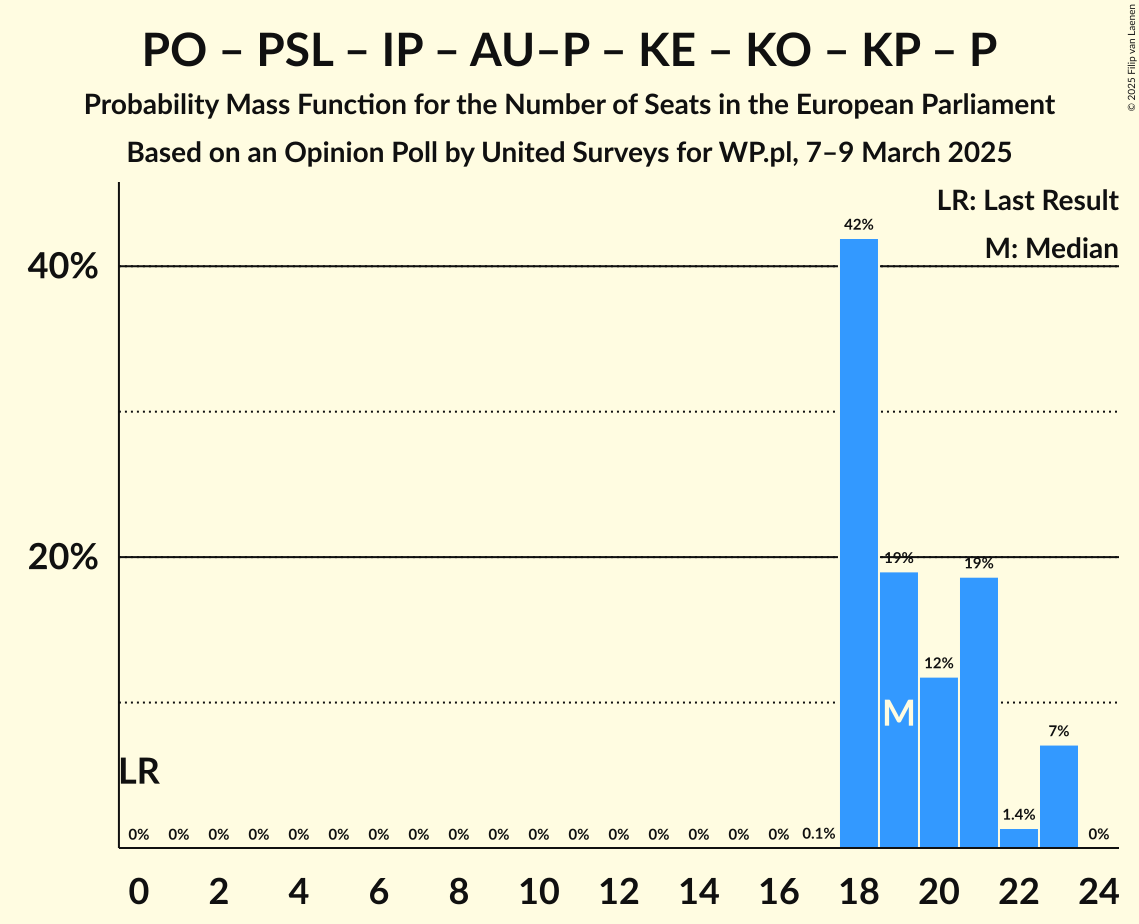 PO – PSL – IP – AU–P – KE – KO – KP – P
Probability Mass Function for the Number of Seats in the European Parliament
Based on an Opinion Poll by United Surveys for WP.pl, 7–9 March 2025
© 2025 Filip van Laenen
LR: Last Result
M: Median
42%
40%
20%
19%
19%
12%
M
7%
LR
1.4%
0% 0% 0% 0% 0% 0% 0% 0% 0% 0% 0% 0% 0% 0% 0% 0% 0% 0.1% 0%
0 2 4 6 8 10 12 14 16 18 20 22 24